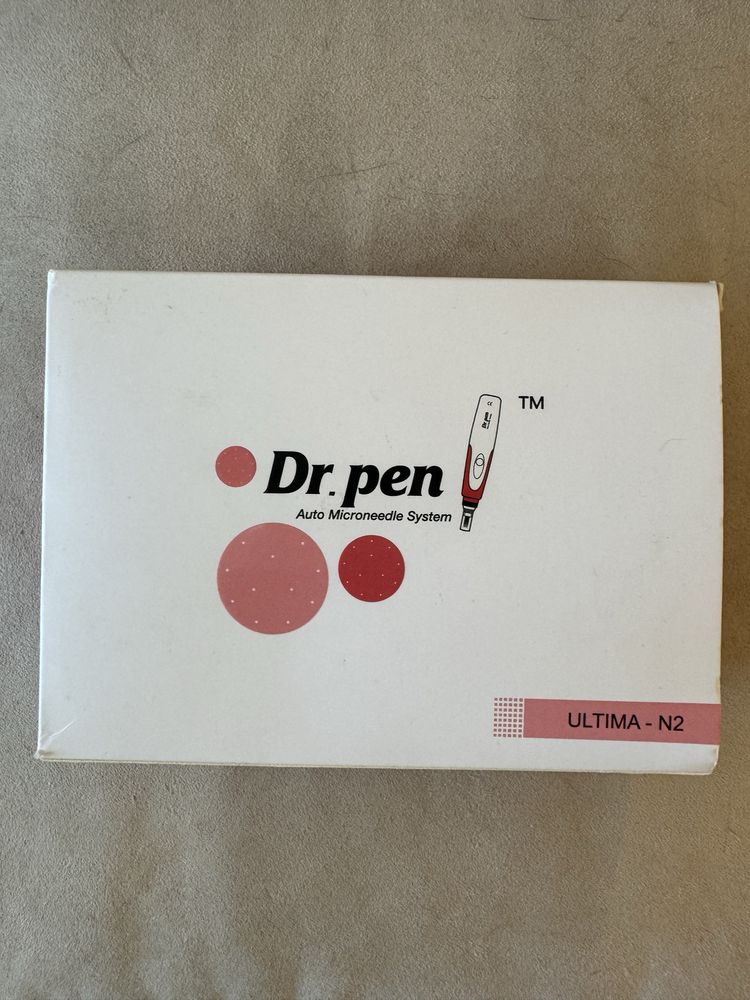 TM
Dr. pen
Auto Microneedle System
ULTIMA - N2